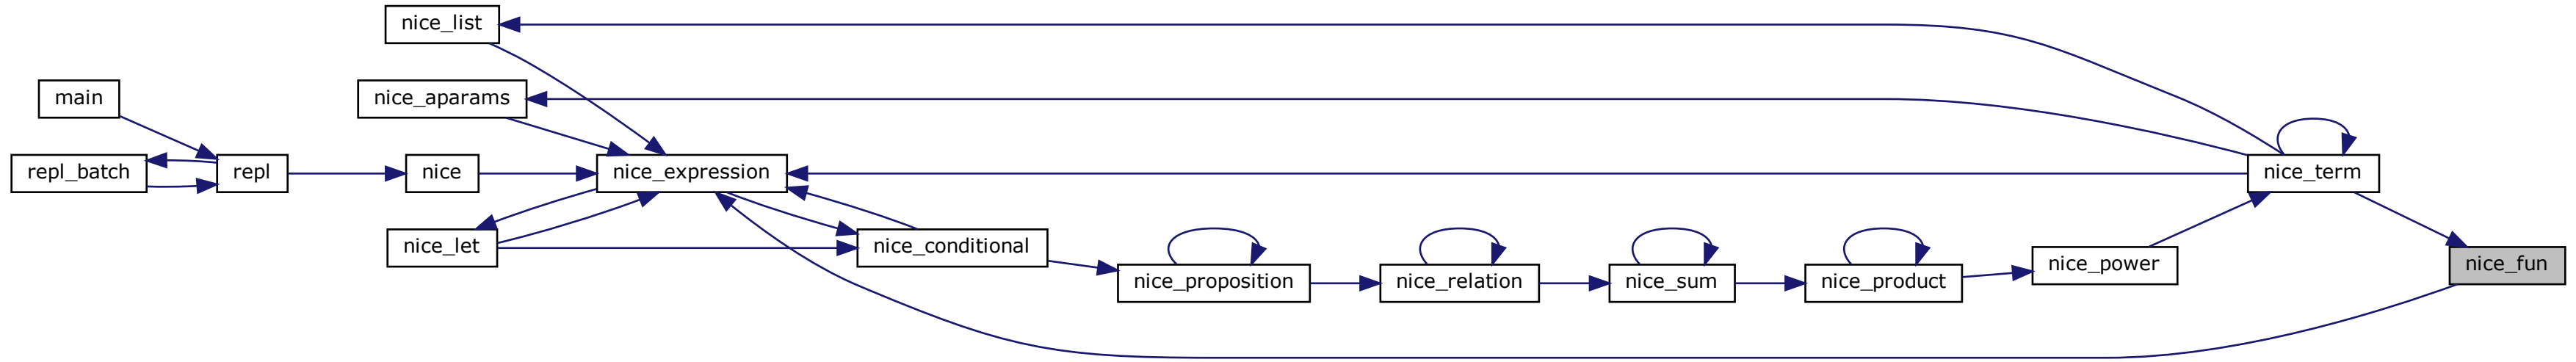 nice_list
main
nice_aparams
repl_batch
repl
nice
nice_expression
nice_term
nice_let
nice_conditional
nice_proposition
nice_relation
nice_sum
nice_product
nice_power
nice_fun